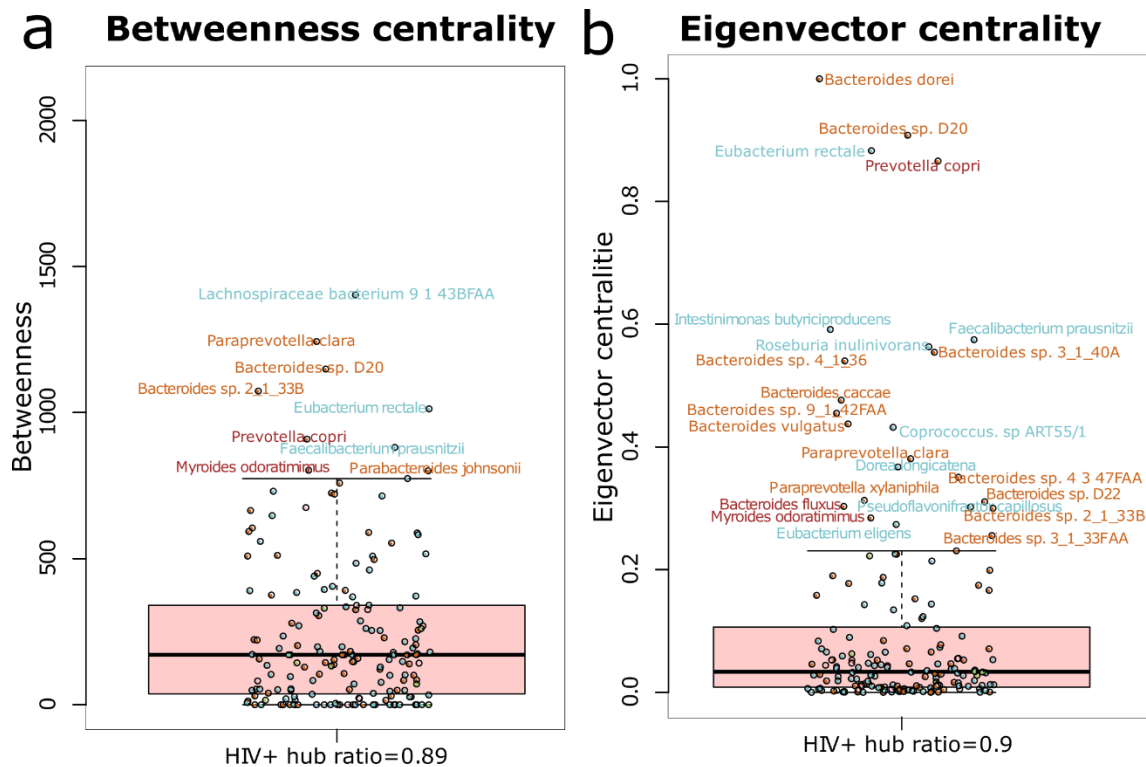 a Betweenness centrality
2000
1500
1000
500
0
Betweenness
Lachnospiraceae bacterium 9 1 43BFAA
Paraprevotella clara
Bacteroides sp. D20
Bacteroides sp. 2_1_33B
Eubacterium rectale
Prevotella copri
Faecalibacterium prausnitzii
Myroides odoratimimus
Parabacteroides johnsonii
HIV+ hub ratio=0.89
b Eigenvector centrality
1.0
0.8
0.6
0.4
0.2
0.0
Eigenvector centralitie
Bacteroides dorei
Bacteroides sp. D20
Eubacterium rectale
Prevotella copri
Intestinimonas butyriciproducens
Faecalibacterium prausnitzii
Roseburia inulinivorans
Bacteroides sp. 3_1_40A
Bacteroides sp. 4_1_36
Bacteroides caccae
Bacteroides sp. 9_1_42FAA
Bacteroides vulgatus
Coprococcus. sp ART55/1
Paraprevotella clara
Dorea longicatena
Bacteroides sp. 4 3 47FAA
Paraprevotella xylaniphila
Bacteroides sp. D22
Bacteroides fluxus
Pseudoflavonifractor capillosus
Myroides odoratimimus
Bacteroides sp. 2_1_33B
Eubacterium eligens
Bacteroides sp. 3_1_33FAA
HIV+ hub ratio=0.9